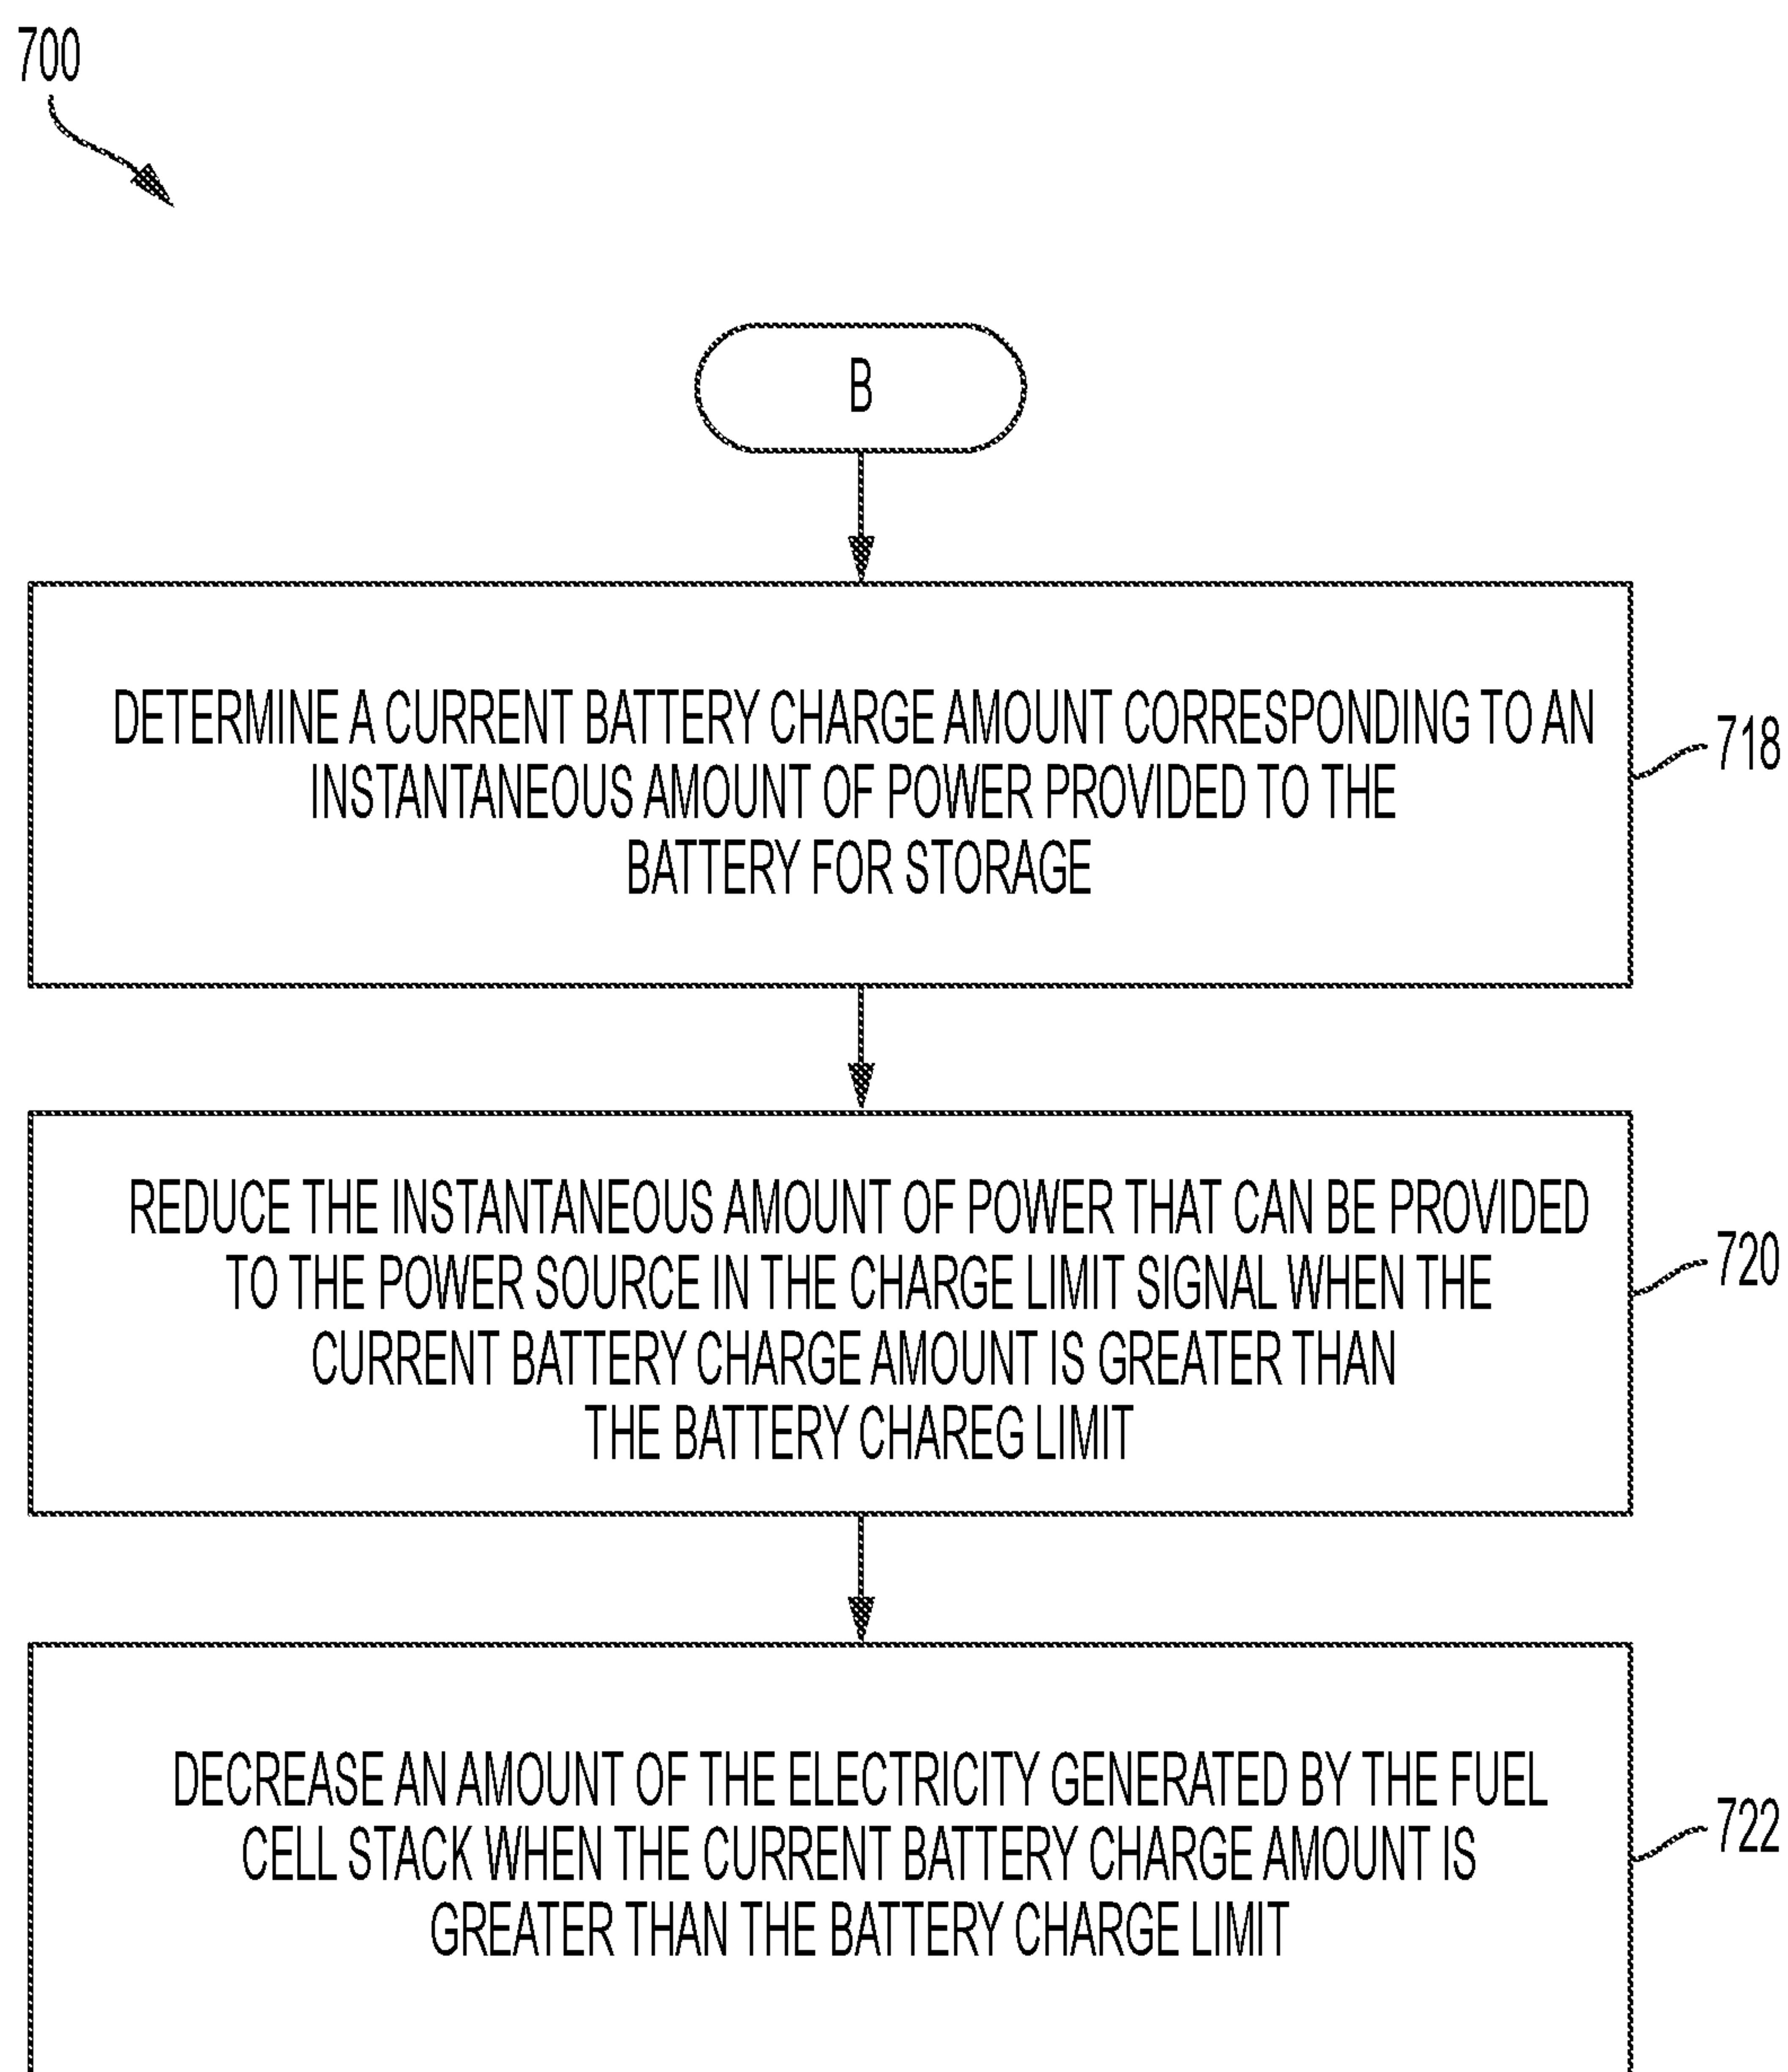 700
B
DETERMINE A CURRENT BATTERY CHARGE AMOUNT CORRESPONDING TO AN
INSTANTANEOUS AMOUNT OF POWER PROVIDED TO THE
BATTERY FOR STORAGE
718
REDUCE THE INSTANTANEOUS AMOUNT OF POWER THAT CAN BE PROVIDED
TO THE POWER SOURCE IN THE CHARGE LIMIT SIGNAL WHEN THE
CURRENT BATTERY CHARGE AMOUNT IS GREATER THAN
THE BATTERY CHAREG LIMIT
720
DECREASE AN AMOUNT OF THE ELECTRICITY GENERATED BY THE FUEL
CELL STACK WHEN THE CURRENT BATTERY CHARGE AMOUNT IS
GREATER THAN THE BATTERY CHARGE LIMIT
722